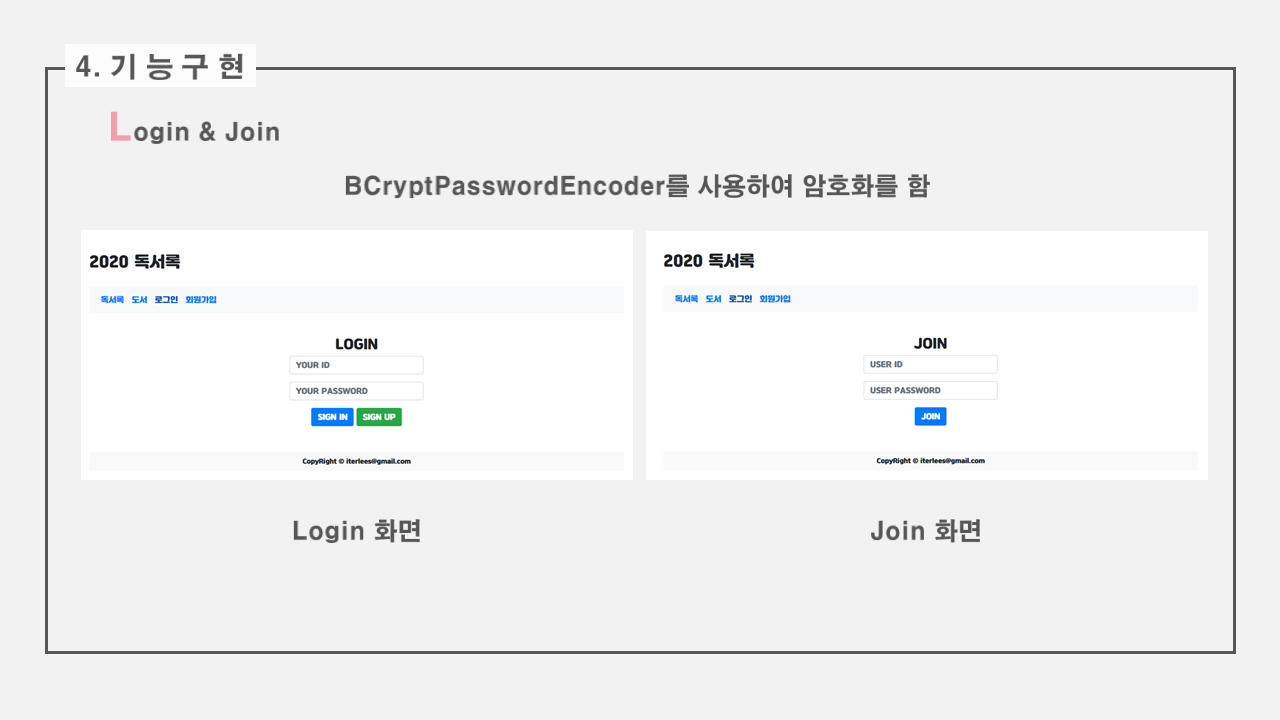 4. 기 능 구 현
Login & Join
BCryptPasswordEncoder를 사용하여 암호화를 함
2020 독서록
독서록 도서 로그인 회원가입
LOGIN
YOUR ID
YOUR PASSWORD
SIGN IN SIGN UP
CopyRight © iterlees@gmail.com
2020 독서록
독서록 도서 로그인 회원가입
JOIN
USER ID
USER PASSWORD
JOIN
CopyRight © iterlees@gmail.com
Login 화면
Join 화면